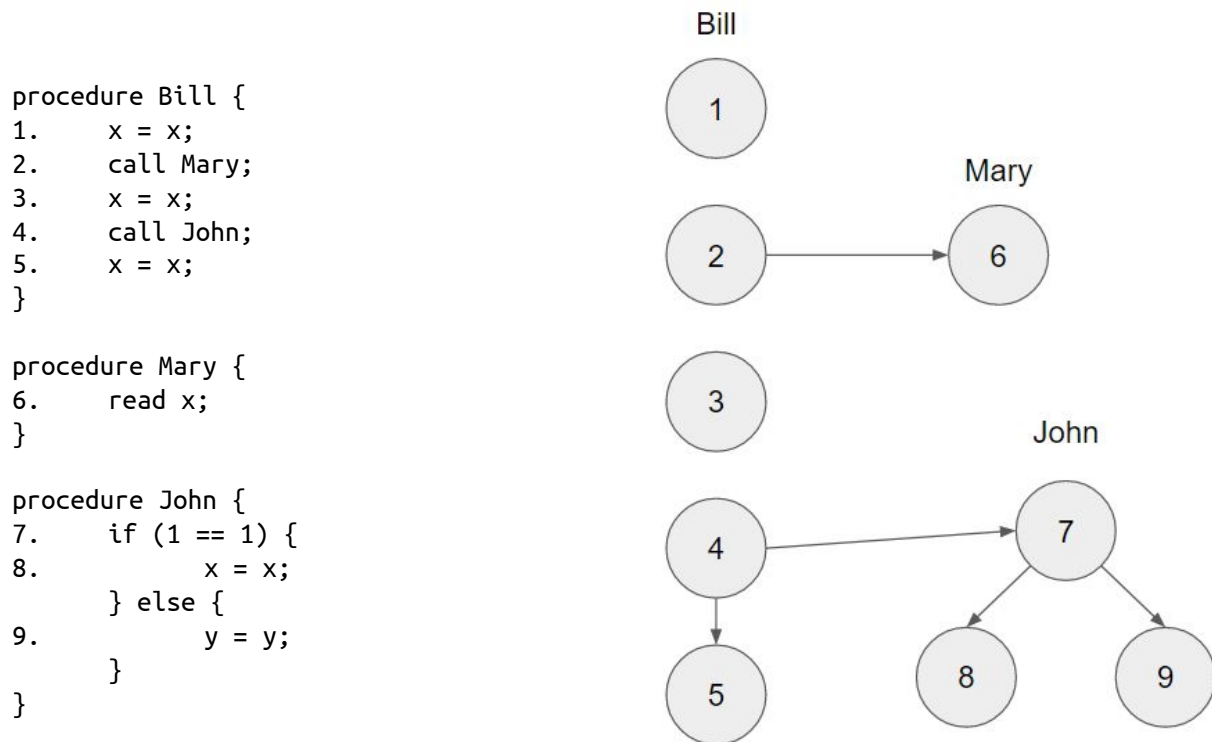 procedure Bill {
1. x = x;
2. call Mary;
3. x = x;
4. call John;
5. x = x;
}
procedure Mary {
6. read x;
}
procedure John {
7. if (1 == 1) {
8. x = x;
} else {
9. y = y;
}
}
Bill
1
Mary
2
6
3
John
4
7
5
8
9